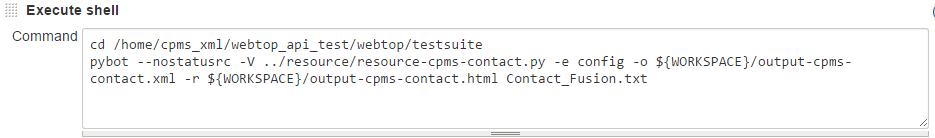 Execute shell
Command
cd /home/cpms_xml/webtop_api_test/webtop/testsuite
pybot --nostatusrc -V ../resource/resource-cpms-contact.py -e config -o ${WORKSPACE}/output-cpms-
contact.xml -r ${WORKSPACE}/output-cpms-contact.html Contact_Fusion.txt